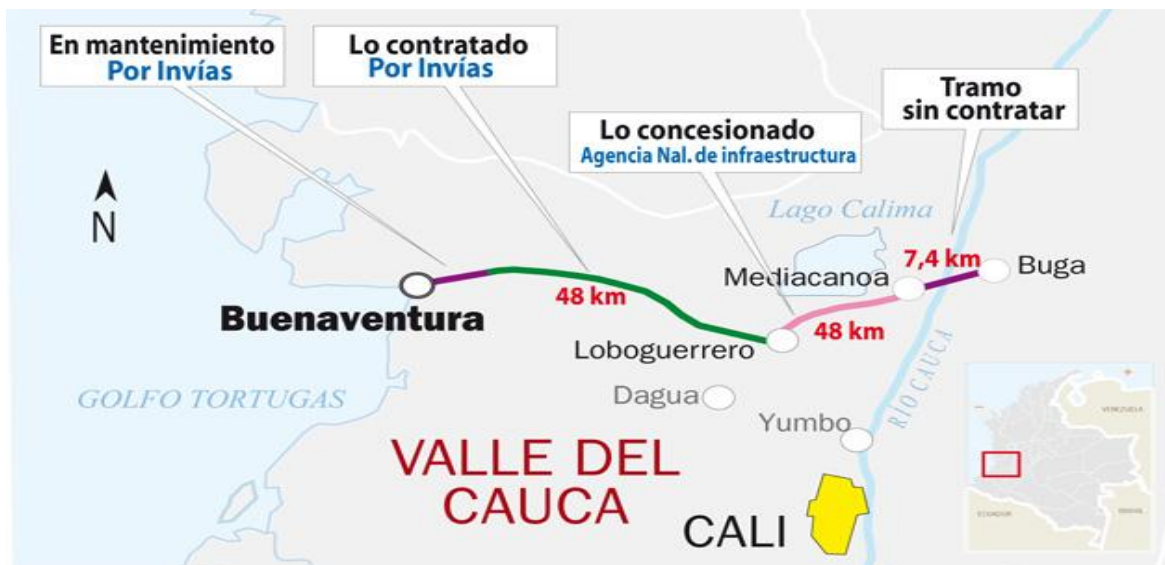 En mantenimiento
Por Invías
Lo contratado
Por Invías
Tramo
sin contratar
Lo concesionado
Agencia Nal. de infraestructura
N
Lago Calima
7,4 km
Buga
Mediacanoa
48 km
Buenaventura
48 km
Loboguerrero
GOLFO TORTUGAS
Dagua
RÍO CAUCA
Yumbo
VALLE DEL
CAUCA
CALI
VENEZUELA
ECUADOR
BRASIL